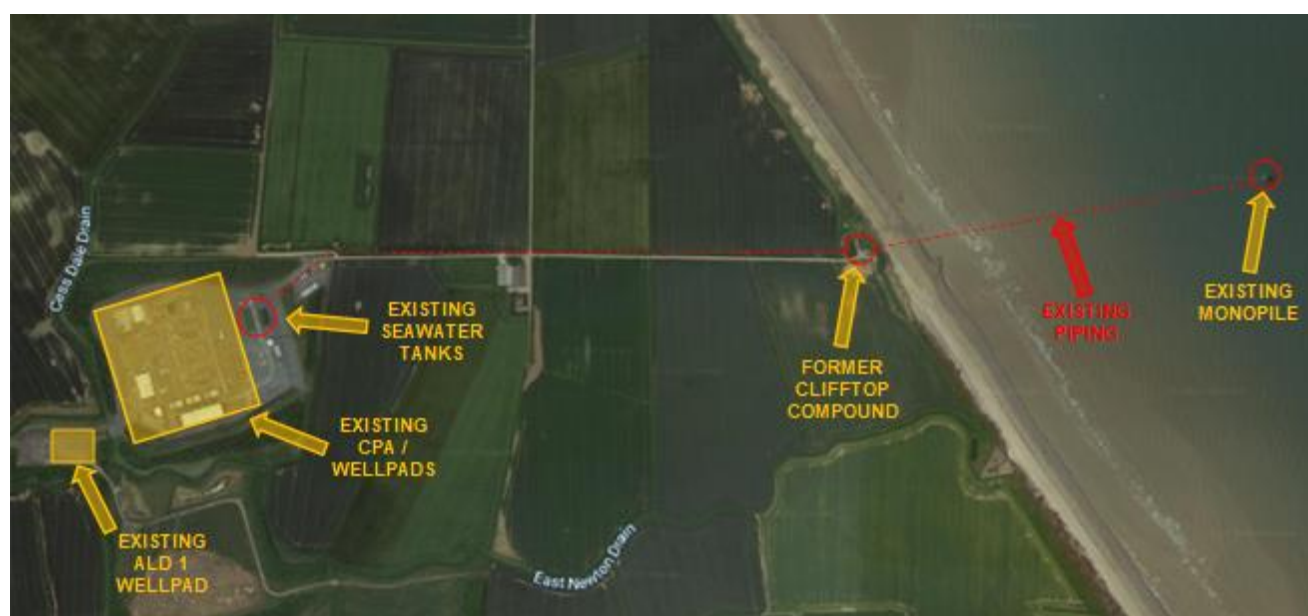 Cess Dale Drain
EXISTING
SEAWATER
TANKS
EXISTING
CPA /
WELLPADS
EXISTING
ALD 1
WELLPAD
East Newton Drain
FORMER
CLIFFTOP
COMPOUND
EXISTING
PIPING
EXISTING
MONOPILE